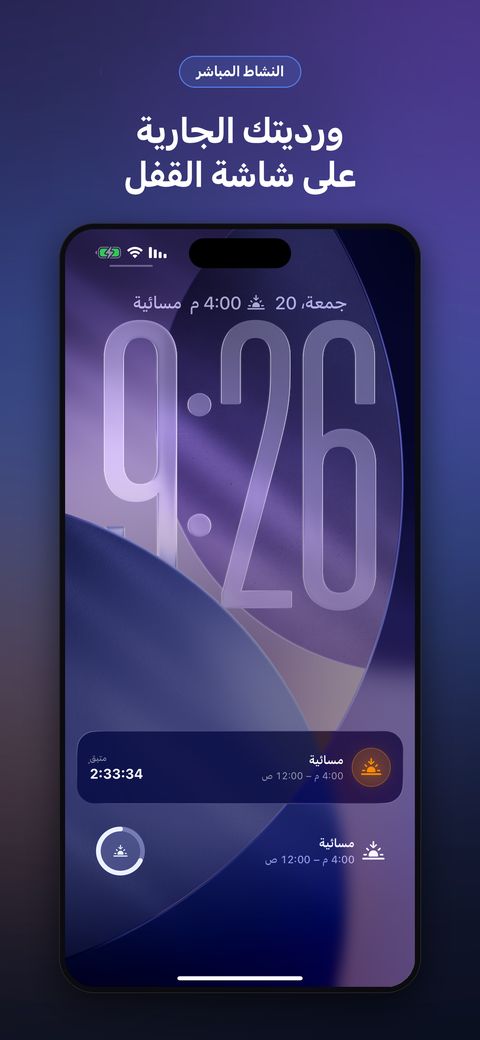 النشاط المباشر
ورديتك الجارية
على شاشة القفل
جمعة، 20 4:00 م مسائية
9:26
مسائية
4:00 م – 12:00 ص
متبقٍ
2:33:34
مسائية
4:00 م – 12:00 ص